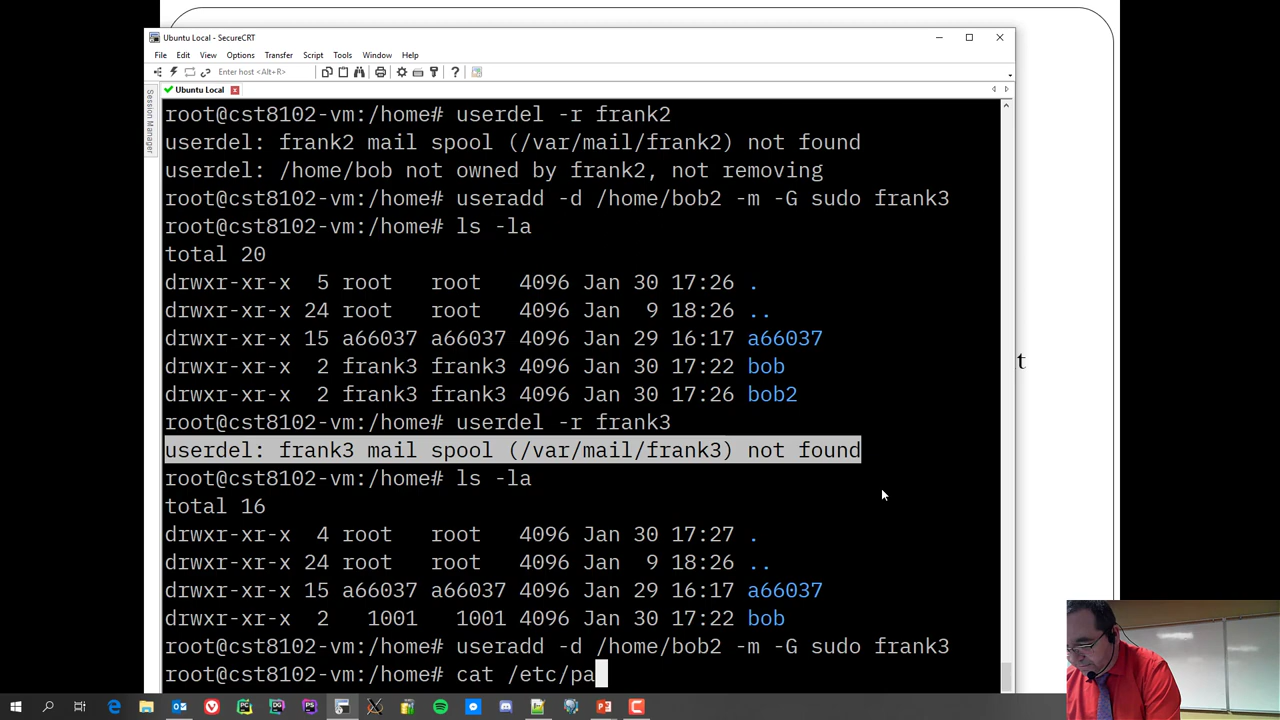 Ubuntu Local - SecureCRT
File Edit View Options Transfer Script Tools Window Help
Enter host <Alt+R>
Ubuntu Local
Session Manager
root@cst8102-vm:/home# userdel -r frank2
userdel: frank2 mail spool (/var/mail/frank2) not found
userdel: /home/bob not owned by frank2, not removing
root@cst8102-vm:/home# useradd -d /home/bob2 -m -G sudo frank3
root@cst8102-vm:/home# ls -la
total 20
drwxr-xr-x 5 root root 4096 Jan 30 17:26 .
drwxr-xr-x 24 root root 4096 Jan 9 18:26 ..
drwxr-xr-x 15 a66037 a66037 4096 Jan 29 16:17 a66037
drwxr-xr-x 2 frank3 frank3 4096 Jan 30 17:22 bob
drwxr-xr-x 2 frank3 frank3 4096 Jan 30 17:26 bob2
root@cst8102-vm:/home# userdel -r frank3
userdel: frank3 mail spool (/var/mail/frank3) not found
root@cst8102-vm:/home# ls -la
total 16
drwxr-xr-x 4 root root 4096 Jan 30 17:27 .
drwxr-xr-x 24 root root 4096 Jan 9 18:26 ..
drwxr-xr-x 15 a66037 a66037 4096 Jan 29 16:17 a66037
drwxr-xr-x 2 1001 1001 4096 Jan 30 17:22 bob
root@cst8102-vm:/home# useradd -d /home/bob2 -m -G sudo frank3
root@cst8102-vm:/home# cat /etc/pa
t